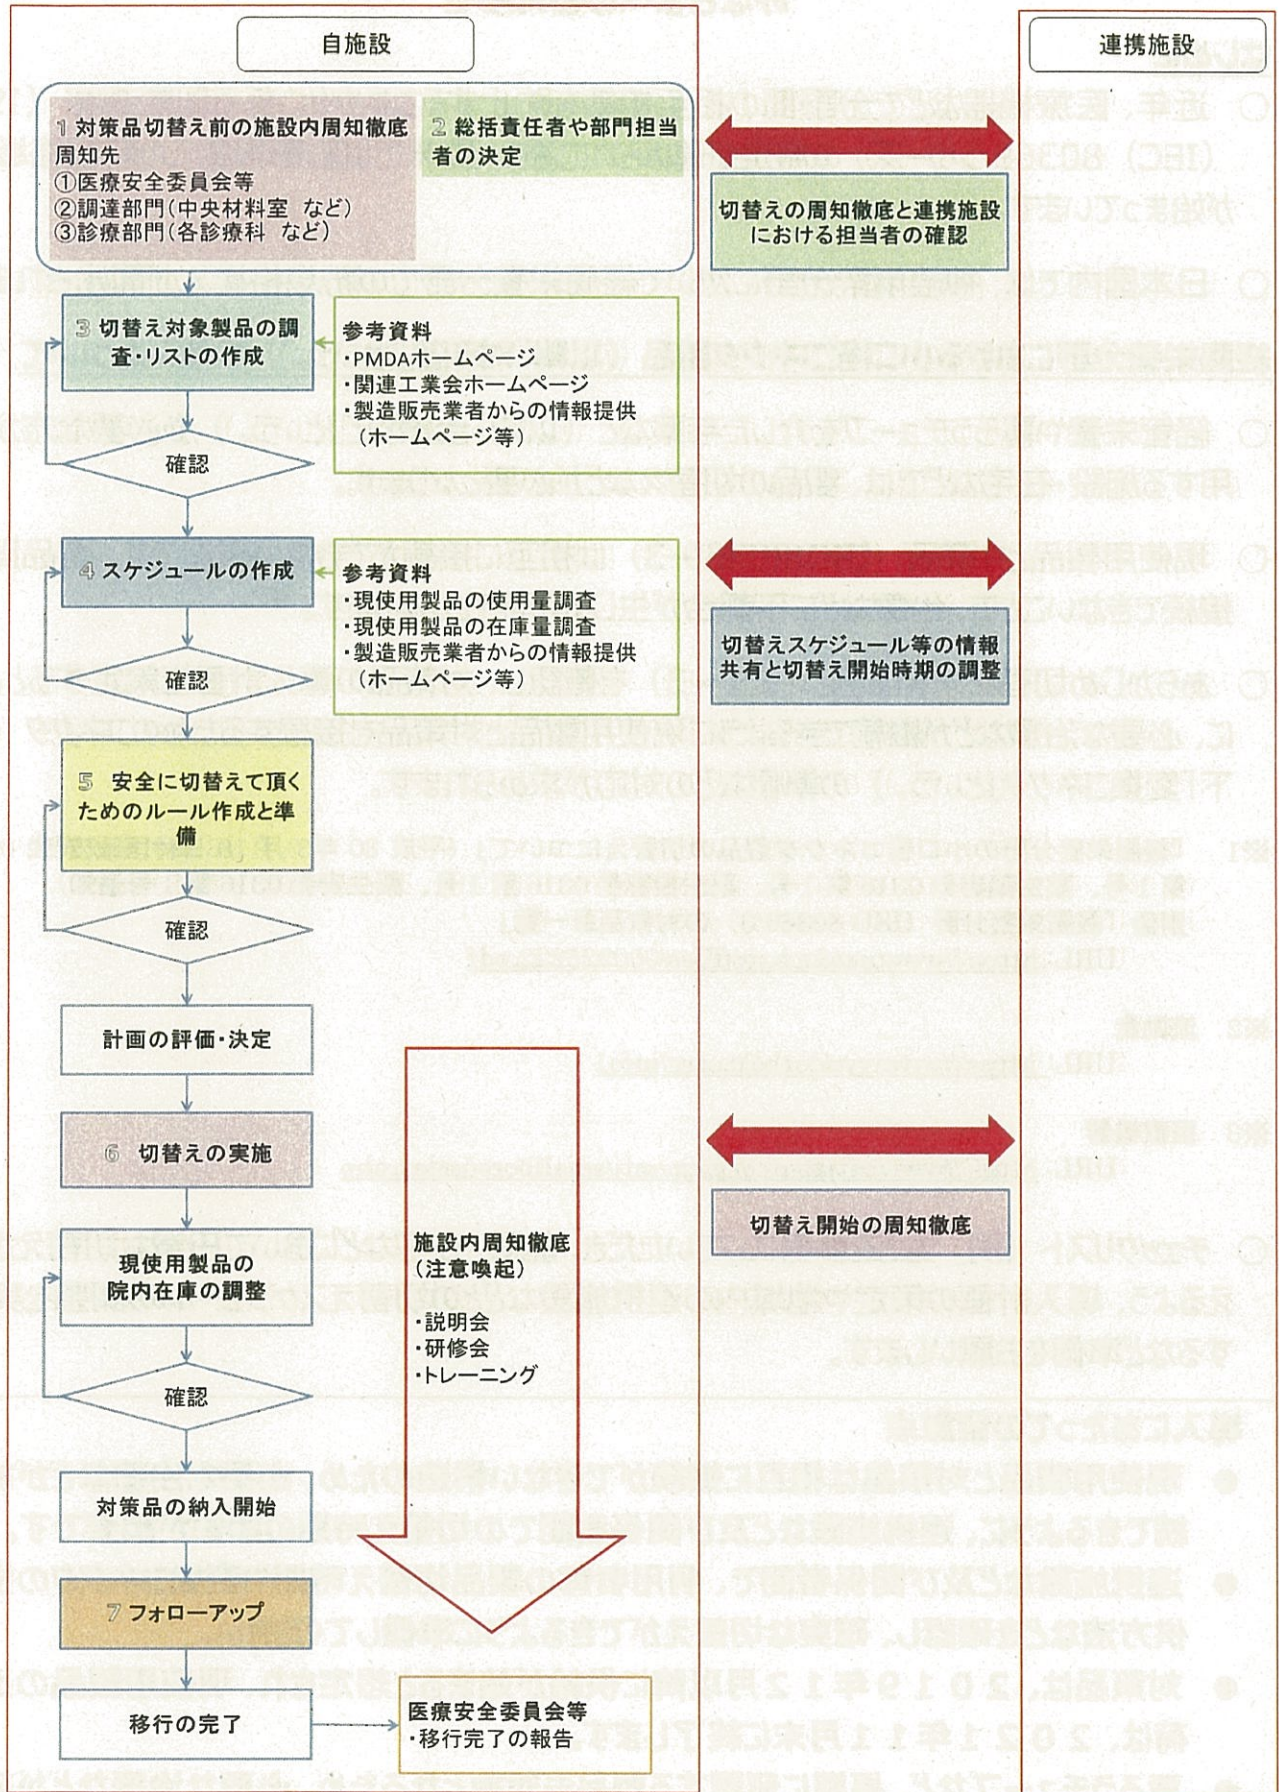 自施設
連携施設
1 対策品切替え前の施設内周知徹底
周知先
①医療安全委員会等
②調達部門(中央材料室 など)
③診療部門(各診療科 など)
2 総括責任者や部門担当
者の決定
切替えの周知徹底と連携施設
における担当者の確認
3 切替え対象製品の調
査・リストの作成
参考資料
・PMDAホームページ
・関連工業会ホームページ
・製造販売業者からの情報提供
(ホームページ等)
確認
4 スケジュールの作成
参考資料
・現使用製品の使用量調査
・現使用製品の在庫量調査
・製造販売業者からの情報提供
(ホームページ等)
切替えスケジュール等の情報
共有と切替え開始時期の調整
確認
5 安全に切替えて頂く
ためのルール作成と準
備
確認
計画の評価・決定
6 切替えの実施
切替え開始の周知徹底
現使用製品の
院内在庫の調整
施設内周知徹底
(注意喚起)
・説明会
・研修会
・トレーニング
確認
対策品の納入開始
7 フォローアップ
移行の完了
医療安全委員会等
・移行完了の報告